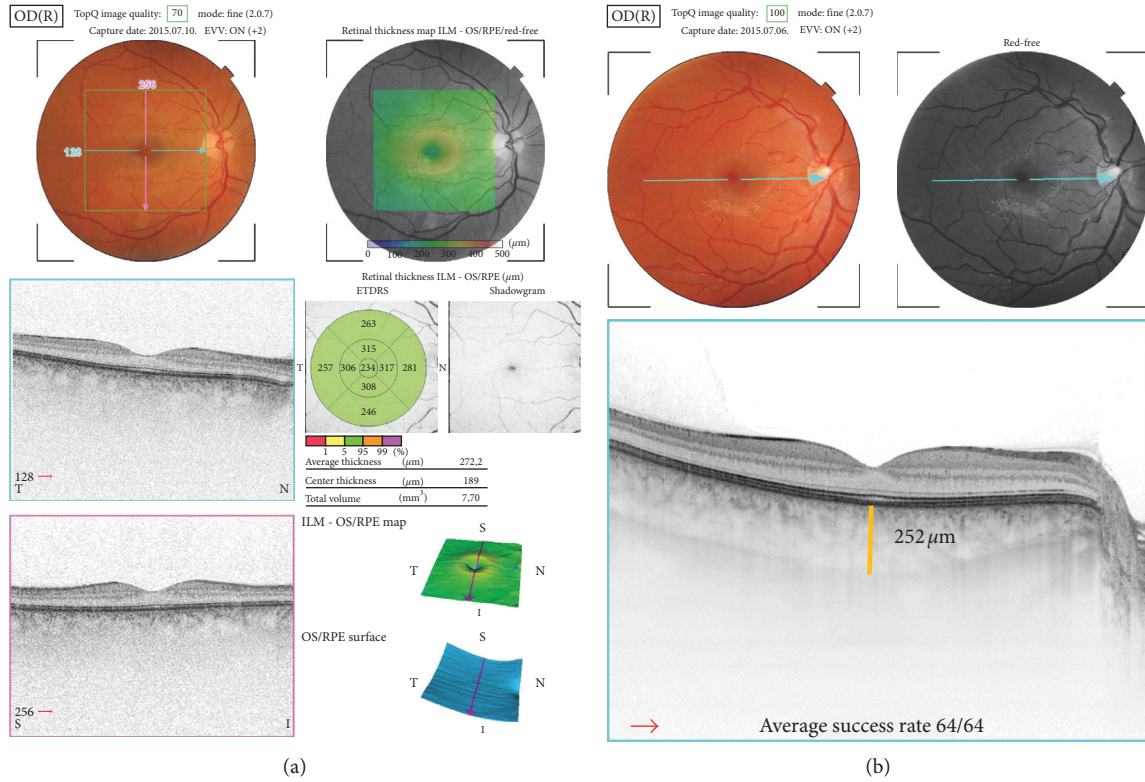 OD(R)
TopQ image quality: 70 mode: fine (2.0.7)
Capture date: 2015.07.10. EVV: ON (+2)
256
128
Retinal thickness map ILM - OS/RPE/red-free
(μm)
0 100 200 300 400 500
Retinal thickness ILM - OS/RPE (μm)
ETDRS
Shadowgram
263
315
T 257 306 234 317 281 N
308
246
1 5 95 99 (%)
Average thickness (μm) 272,2
Center thickness (μm) 189
Total volume (mm³) 7,70
128
T N
ILM - OS/RPE map
S
T N
I
OS/RPE surface
S
T N
I
256
S I
(a)
OD(R)
TopQ image quality: 100 mode: fine (2.0.7)
Capture date: 2015.07.06. EVV: ON (+2)
Red-free
252 μm
Average success rate 64/64
(b)